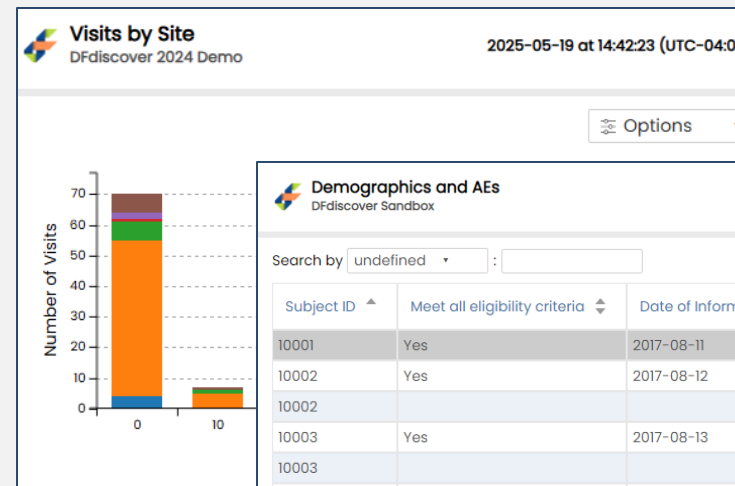 Visits by Site
DFdiscover 2024 Demo
2025-05-19 at 14:42:23 (UTC-04:0
Options
Number of Visits
70
60
50
40
30
20
10
0
0 10
Demographics and AEs
DFdiscover Sandbox
Search by undefined :
Subject ID Meet all eligibility criteria Date of Inform
10001 Yes 2017-08-11
10002 Yes 2017-08-12
10002
10003 Yes 2017-08-13
10003